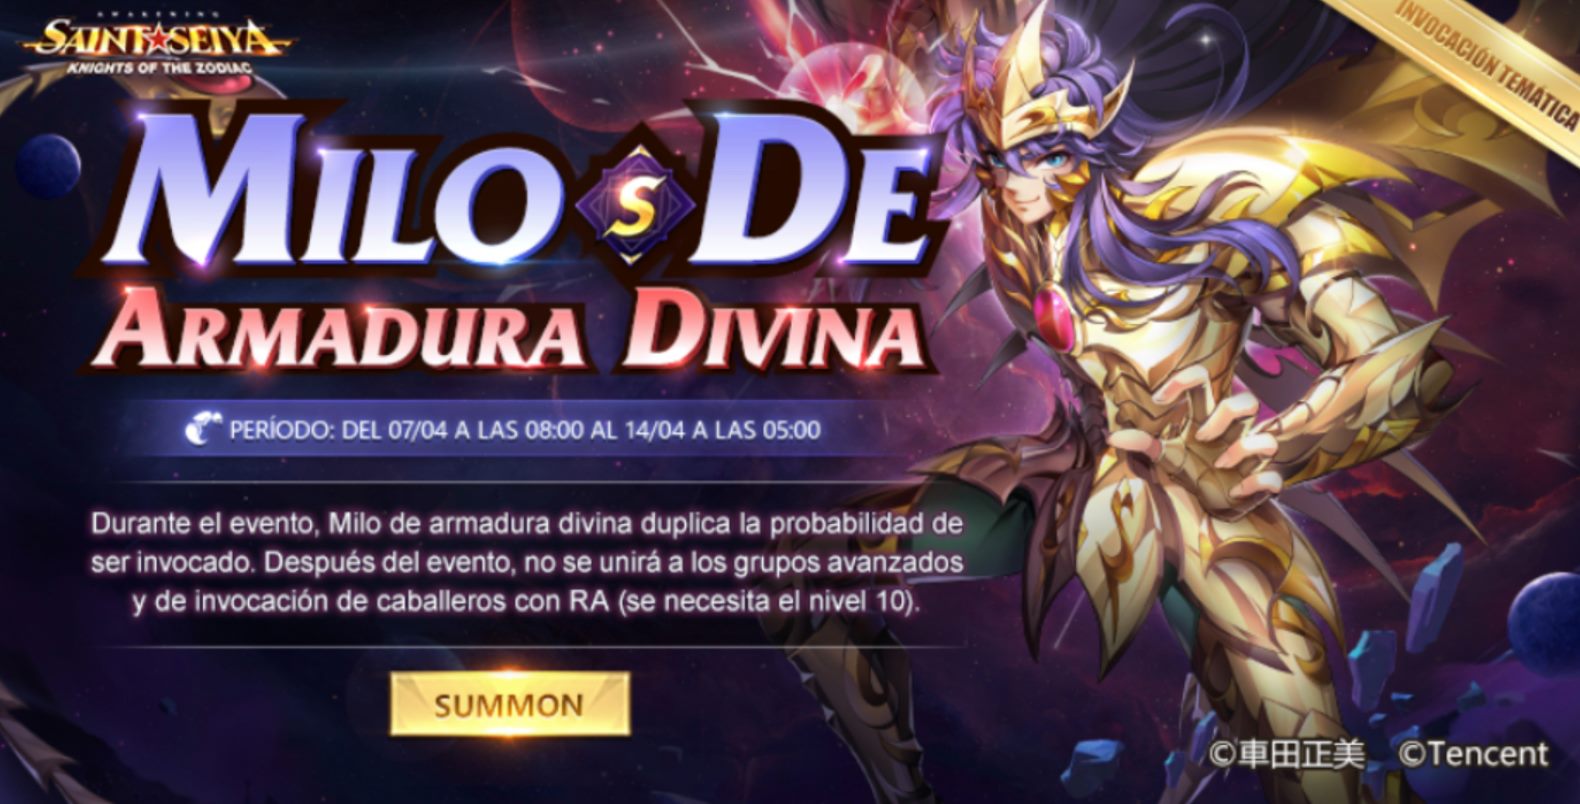 AWAKENING
SAINT SEIYA
KNIGHTS OF THE ZODIAC
INVOCACIÓN TEMÁTICA
MILO S DE
ARMADURA DIVINA
PERÍODO: DEL 07/04 A LAS 08:00 AL 14/04 A LAS 05:00
Durante el evento, Milo de armadura divina duplica la probabilidad de
ser invocado. Después del evento, no se unirá a los grupos avanzados
y de invocación de caballeros con RA (se necesita el nivel 10).
SUMMON
©車田正美 ©Tencent